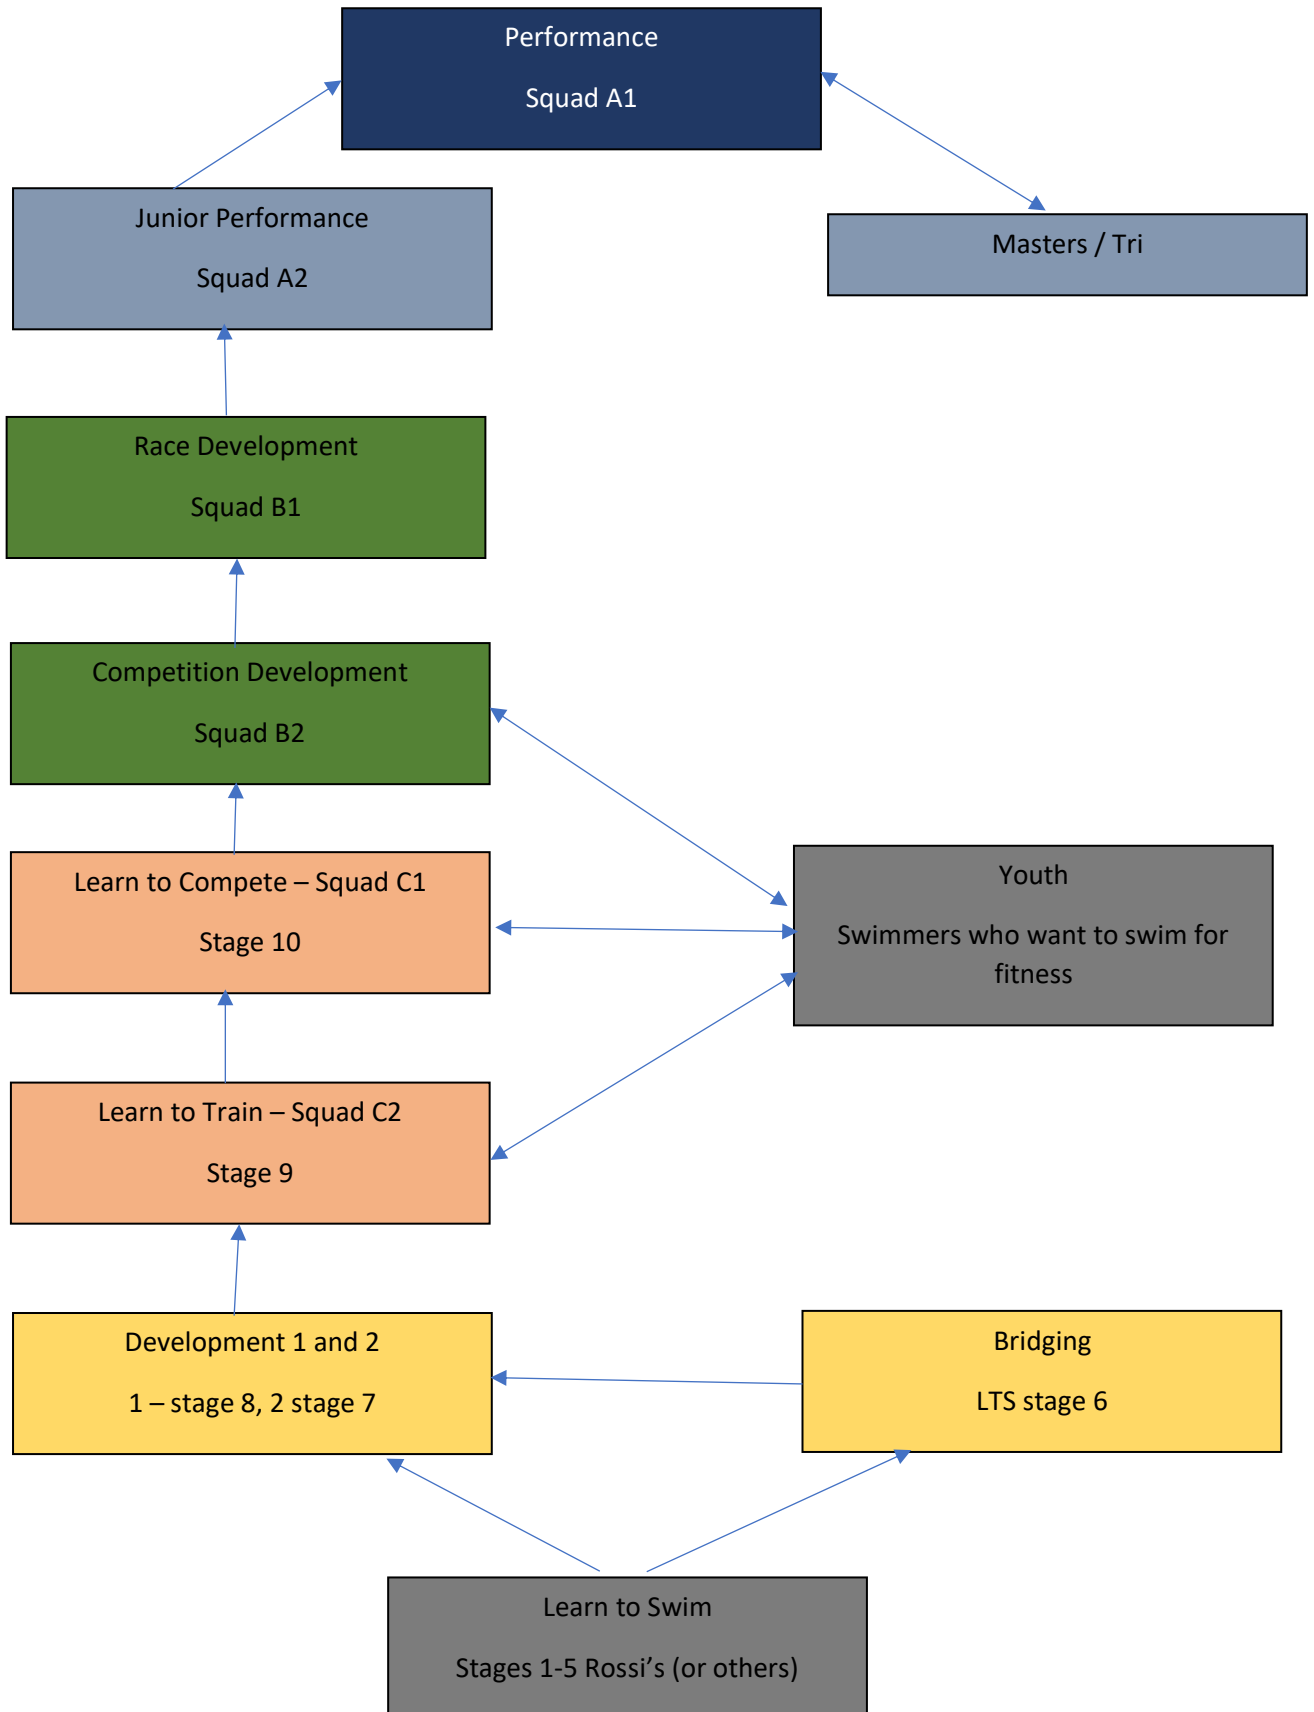 Performance
Squad A1
Junior Performance
Squad A2
Masters / Tri
Race Development
Squad B1
Competition Development
Squad B2
Learn to Compete – Squad C1
Stage 10
Youth
Swimmers who want to swim for
fitness
Learn to Train – Squad C2
Stage 9
Development 1 and 2
1 – stage 8, 2 stage 7
Bridging
LTS stage 6
Learn to Swim
Stages 1-5 Rossi’s (or others)